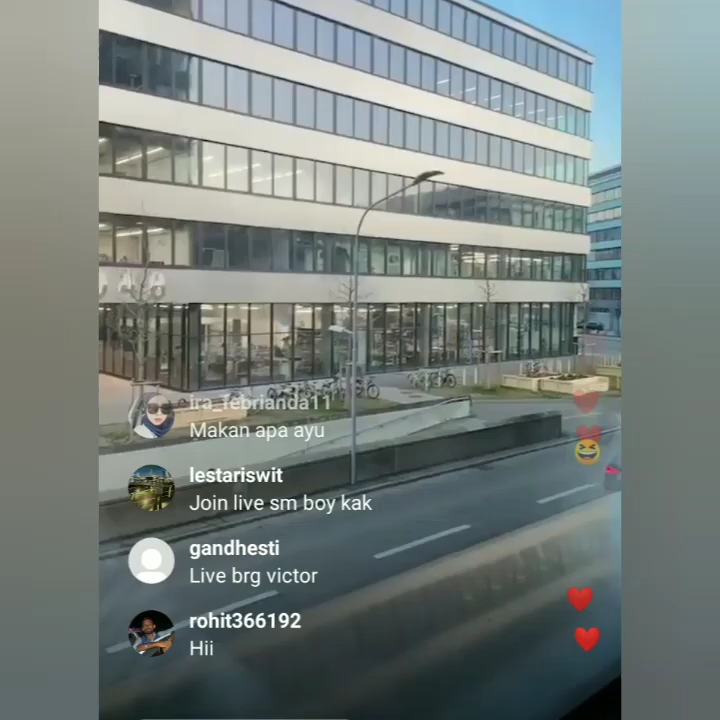 ira_febrianda11
Makan apa ayu
lestariswit
Join live sm boy kak
gandhesti
Live brg victor
rohit366192
Hii